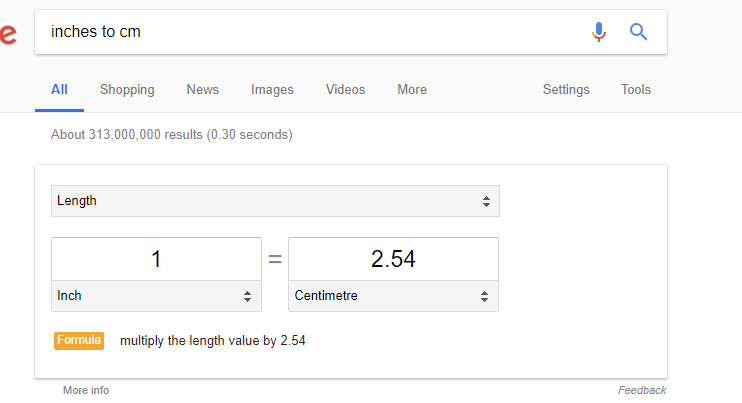 e
inches to cm
All Shopping News Images Videos More Settings Tools
About 313,000,000 results (0.30 seconds)
Length
1 = 2.54
Inch Centimetre
Formula multiply the length value by 2.54
More info Feedback